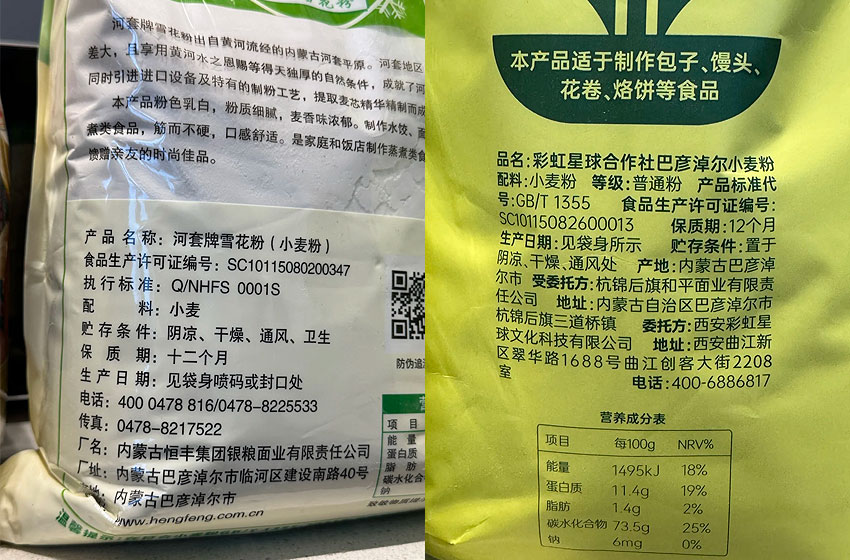 雪花粉
河套牌雪花粉出自黄河流经的内蒙古河套平原。河套地区
差大，且享用黄河水之恩赐等得天独厚的自然条件，成就了河
同时引进进口设备及特有的制粉工艺，提取麦芯精华精制而成
本产品粉色乳白，粉质细腻，麦香味浓郁。制作水饺、面
煮类食品，筋而不硬，口感舒适。是家庭和饭店制作蒸煮类食
馈赠亲友的时尚佳品。
产品名称：河套牌雪花粉（小麦粉）
食品生产许可证编号：SC10115080200347
执行标准：Q/NHFS 0001S
配料：小麦
贮存条件：阴凉、干燥、通风、卫生
保质期：十二个月
生产日期：见袋身喷码或封口处
电话：400 0478 816/0478-8225533
传真：0478-8217522
厂名：内蒙古恒丰集团银粮面业有限责任公司
厂址：内蒙古巴彦淖尔市临河区建设南路40号
产地：内蒙古巴彦淖尔市
www.hengfeng.com.cn
温馨提示
防伪追
营
项目
能量
蛋白质
脂肪
碳水化合
钠
本产品适于制作包子、馒头、
花卷、烙饼等食品
品名：彩虹星球合作社巴彦淖尔小麦粉
配料：小麦粉 等级：普通粉 产品标准代
号：GB/T 1355 食品生产许可证编号：
SC10115082600013 保质期：12个月
生产日期：见袋身所示 贮存条件：置于
阴凉、干燥、通风处 产地：内蒙古巴彦淖
尔市 受委托方：杭锦后旗和平面业有限责
任公司 地址：内蒙古自治区巴彦淖尔市
杭锦后旗三道桥镇 委托方：西安彩虹星
球文化科技有限公司 地址：西安曲江新
区翠华路1688号曲江创客大街2208
室 电话：400-6886817
营养成分表
项目 每100g NRV%
能量 1495kJ 18%
蛋白质 11.4g 19%
脂肪 1.4g 2%
碳水化合物 73.5g 25%
钠 6mg 0%